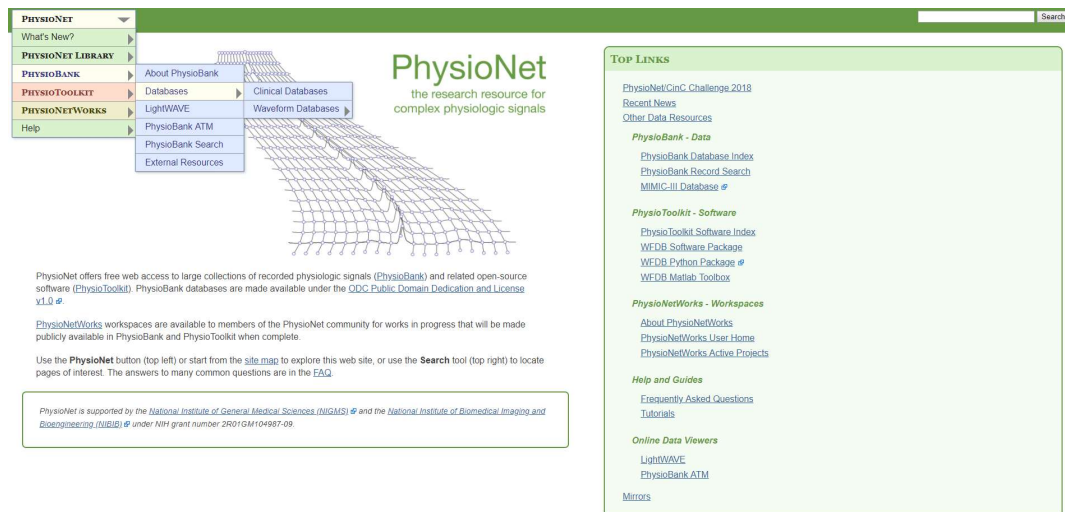 PhysioNet
Search
What's New?
PhysioNet Library
PhysioBank
PhysioToolkit
PhysioNetWorks
Help
About PhysioBank
Databases
LightWAVE
PhysioBank ATM
PhysioBank Search
External Resources
Clinical Databases
Waveform Databases
PhysioNet
the research resource for
complex physiologic signals
PhysioNet offers free web access to large collections of recorded physiologic signals (PhysioBank) and related open-source
software (PhysioToolkit). PhysioBank databases are made available under the ODC Public Domain Dedication and License
v1.0.
PhysioNetWorks workspaces are available to members of the PhysioNet community for works in progress that will be made
publicly available in PhysioBank and PhysioToolkit when complete.
Use the PhysioNet button (top left) or start from the site map to explore this web site, or use the Search tool (top right) to locate
pages of interest. The answers to many common questions are in the FAQ.
PhysioNet is supported by the National Institute of General Medical Sciences (NIGMS) and the National Institute of Biomedical Imaging and
Bioengineering (NIBIB) under NIH grant number 2R01GM104987-09.
Top Links
PhysioNet/CinC Challenge 2018
Recent News
Other Data Resources
PhysioBank - Data
PhysioBank Database Index
PhysioBank Record Search
MIMIC-III Database
PhysioToolkit - Software
PhysioToolkit Software Index
WFDB Software Package
WFDB Python Package
WFDB Matlab Toolbox
PhysioNetWorks - Workspaces
About PhysioNetWorks
PhysioNetWorks User Home
PhysioNetWorks Active Projects
Help and Guides
Frequently Asked Questions
Tutorials
Online Data Viewers
LightWAVE
PhysioBank ATM
Mirrors